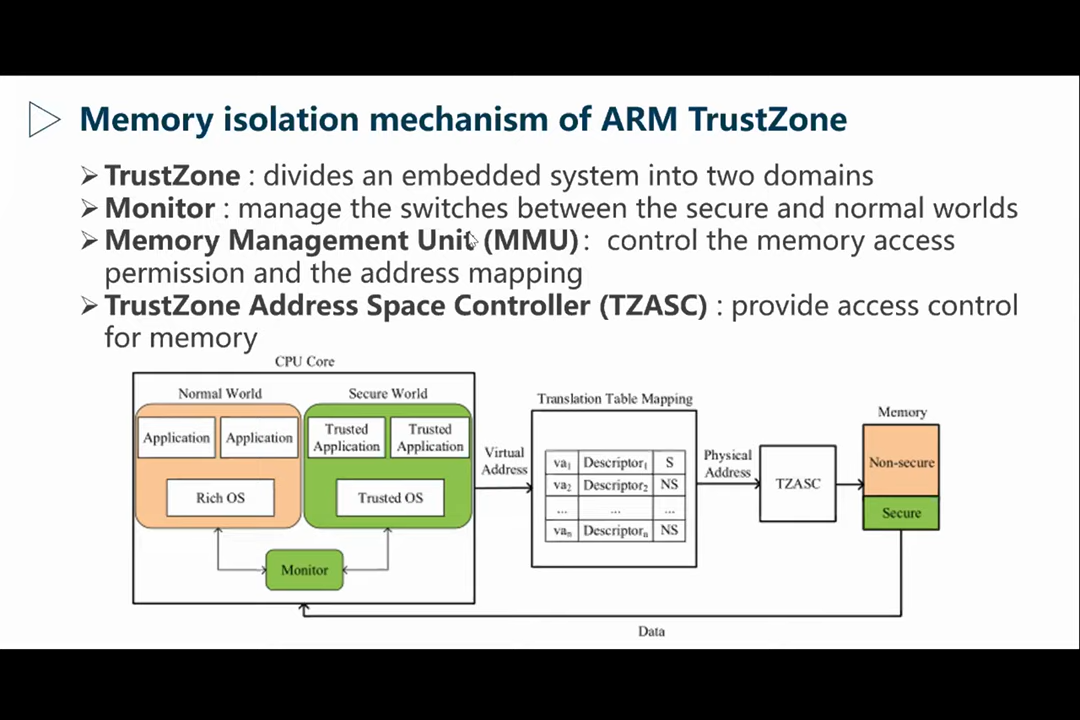 Memory isolation mechanism of ARM TrustZone
TrustZone : divides an embedded system into two domains
Monitor : manage the switches between the secure and normal worlds
Memory Management Unit (MMU) : control the memory access
permission and the address mapping
TrustZone Address Space Controller (TZASC) : provide access control
for memory
CPU Core
Normal World
Secure World
Application
Application
Trusted
Application
Trusted
Application
Rich OS
Trusted OS
Monitor
Virtual
Address
Translation Table Mapping
va₁ Descriptor₁ S
va₂ Descriptor₂ NS
... ... ...
vaₙ Descriptorₙ NS
Physical
Address
TZASC
Memory
Non-secure
Secure
Data